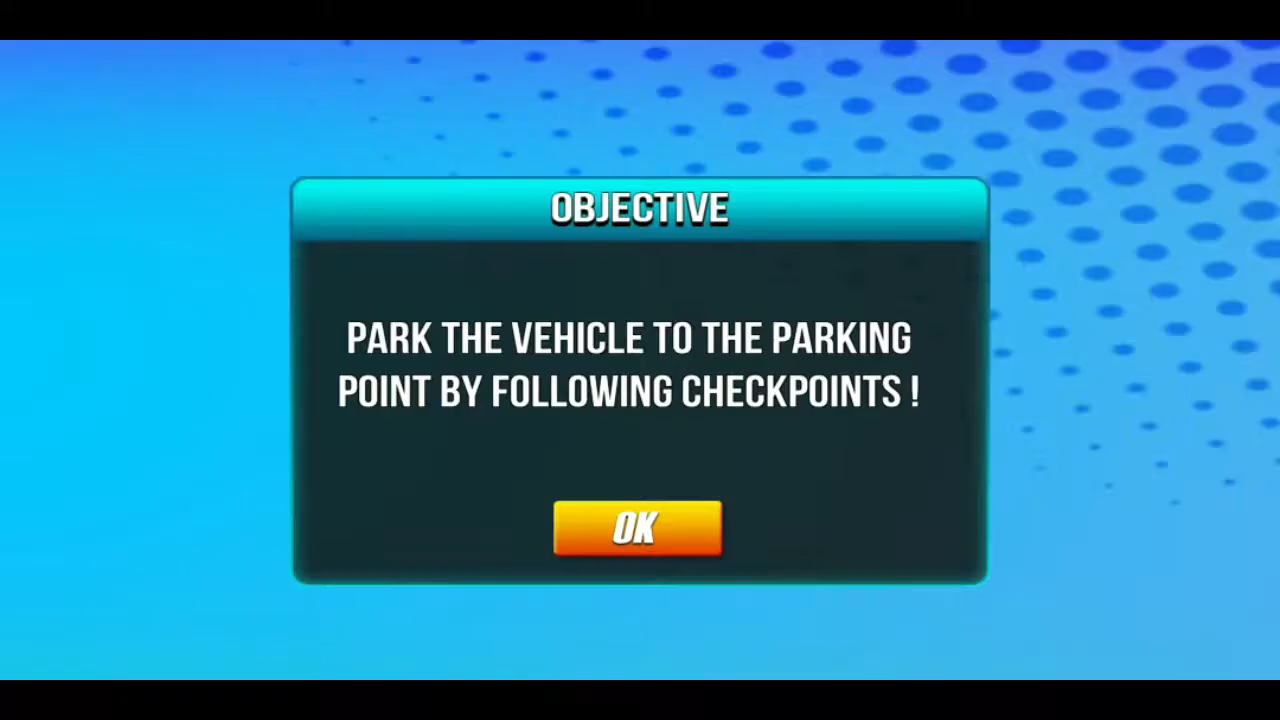 OBJECTIVE
PARK THE VEHICLE TO THE PARKING
POINT BY FOLLOWING CHECKPOINTS !
OK